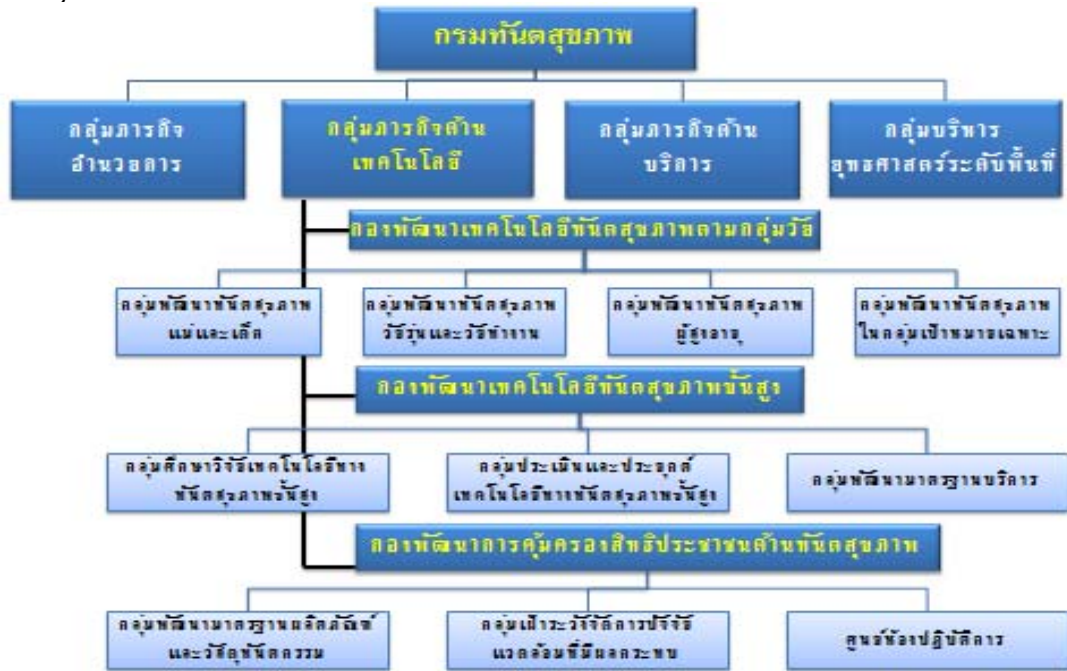 กรมทันตสุขภาพ
กลุ่มภารกิจ
อำนวยการ
กลุ่มภารกิจด้าน
เทคโนโลยี
กลุ่มภารกิจด้าน
บริการ
กลุ่มบริหาร
ยุทธศาสตร์ระดับพื้นที่
กองพัฒนาเทคโนโลยีทันตสุขภาพตามกลุ่มวัย
กลุ่มพัฒนาทันตสุขภาพ
แม่และเด็ก
กลุ่มพัฒนาทันตสุขภาพ
วัยรุ่นและวัยทำงาน
กลุ่มพัฒนาทันตสุขภาพ
ผู้สูงอายุ
กลุ่มพัฒนาทันตสุขภาพ
ในกลุ่มเป้าหมายเฉพาะ
กองพัฒนาเทคโนโลยีทันตสุขภาพขั้นสูง
กลุ่มศึกษาวิจัยเทคโนโลยีทาง
ทันตสุขภาพขั้นสูง
กลุ่มประเมินและประยุกต์
เทคโนโลยีทางทันตสุขภาพขั้นสูง
กลุ่มพัฒนามาตรฐานบริการ
กองพัฒนาการคุ้มครองสิทธิประชาชนด้านทันตสุขภาพ
กลุ่มพัฒนามาตรฐานผลิตภัณฑ์
และวัสดุทันตกรรม
กลุ่มเฝ้าระวังจัดการปัจจัย
แวดล้อมที่มีผลกระทบ
ศูนย์ห้องปฏิบัติการ